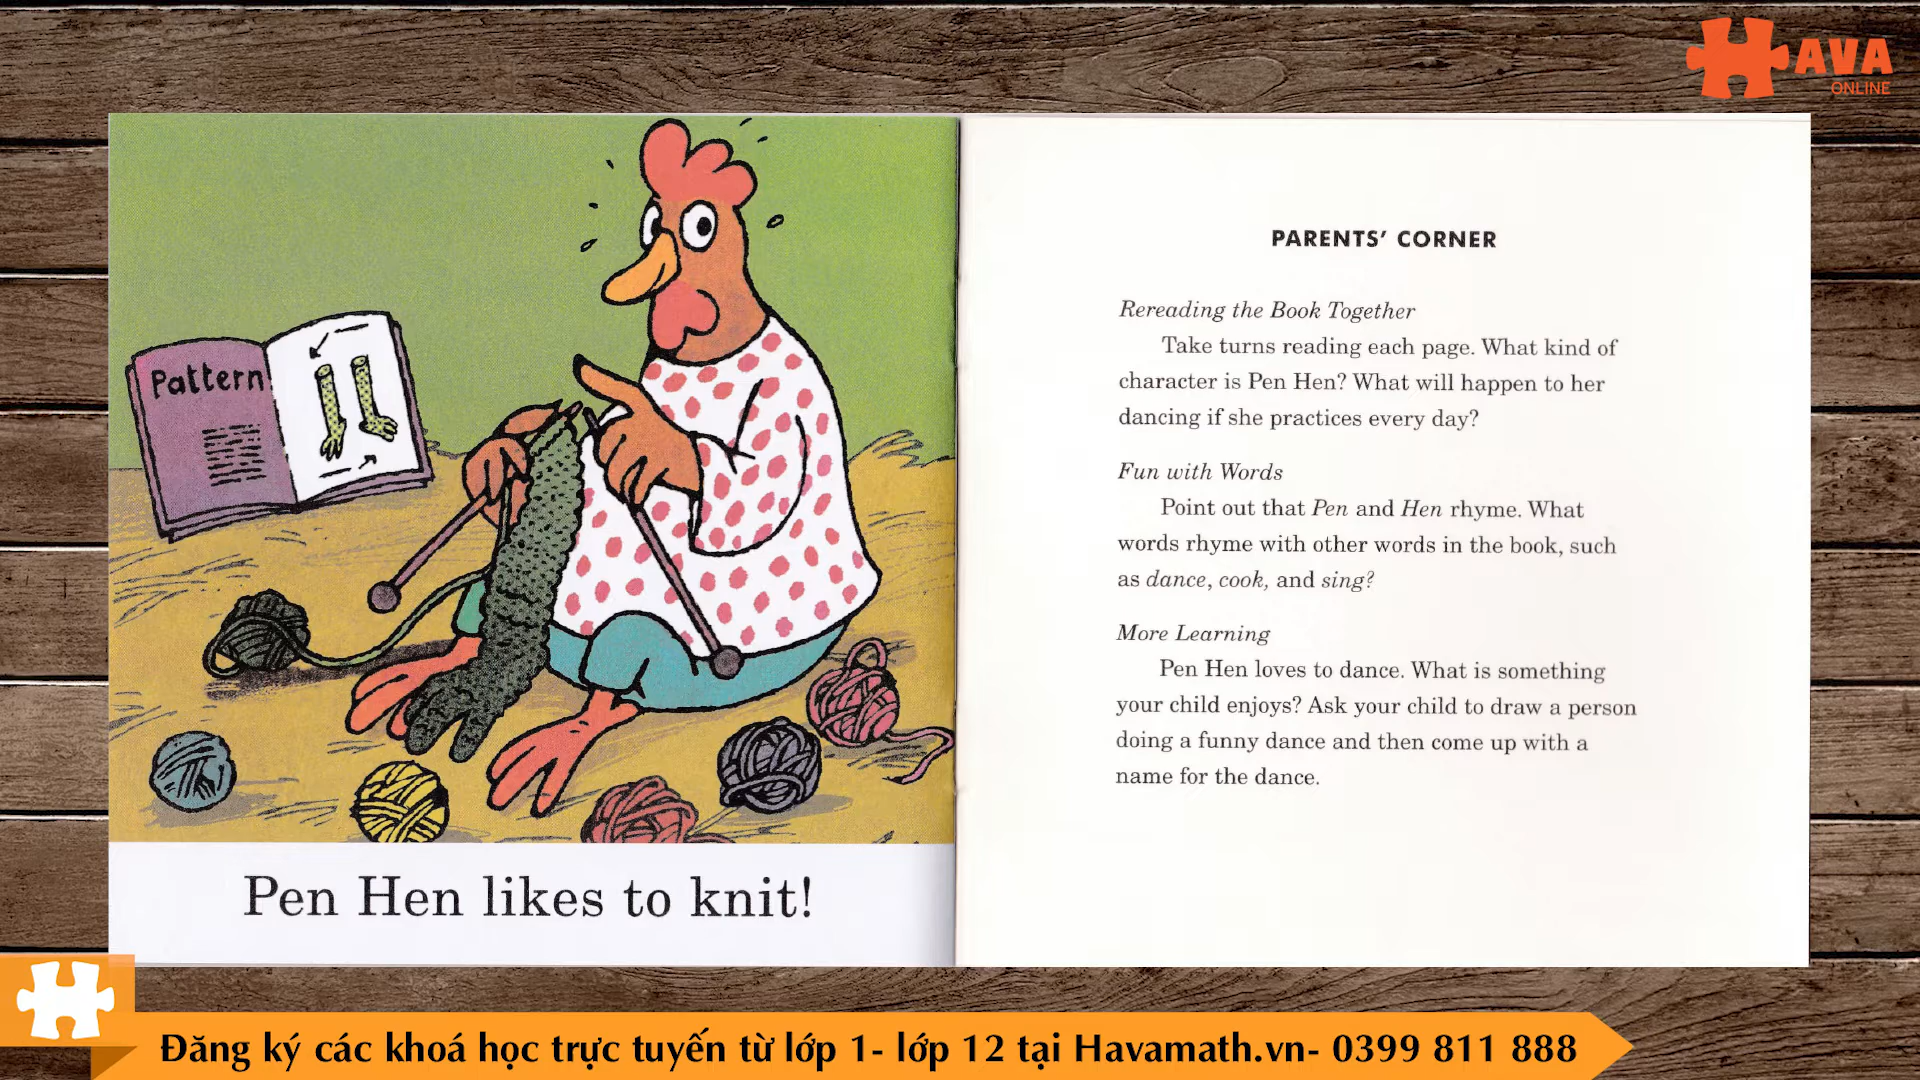 HAVA
ONLINE
Pattern
Pen Hen likes to knit!
PARENTS’ CORNER
Rereading the Book Together
Take turns reading each page. What kind of
character is Pen Hen? What will happen to her
dancing if she practices every day?
Fun with Words
Point out that Pen and Hen rhyme. What
words rhyme with other words in the book, such
as dance, cook, and sing?
More Learning
Pen Hen loves to dance. What is something
your child enjoys? Ask your child to draw a person
doing a funny dance and then come up with a
name for the dance.
Đăng ký các khoá học trực tuyến từ lớp 1- lớp 12 tại Havamath.vn- 0399 811 888